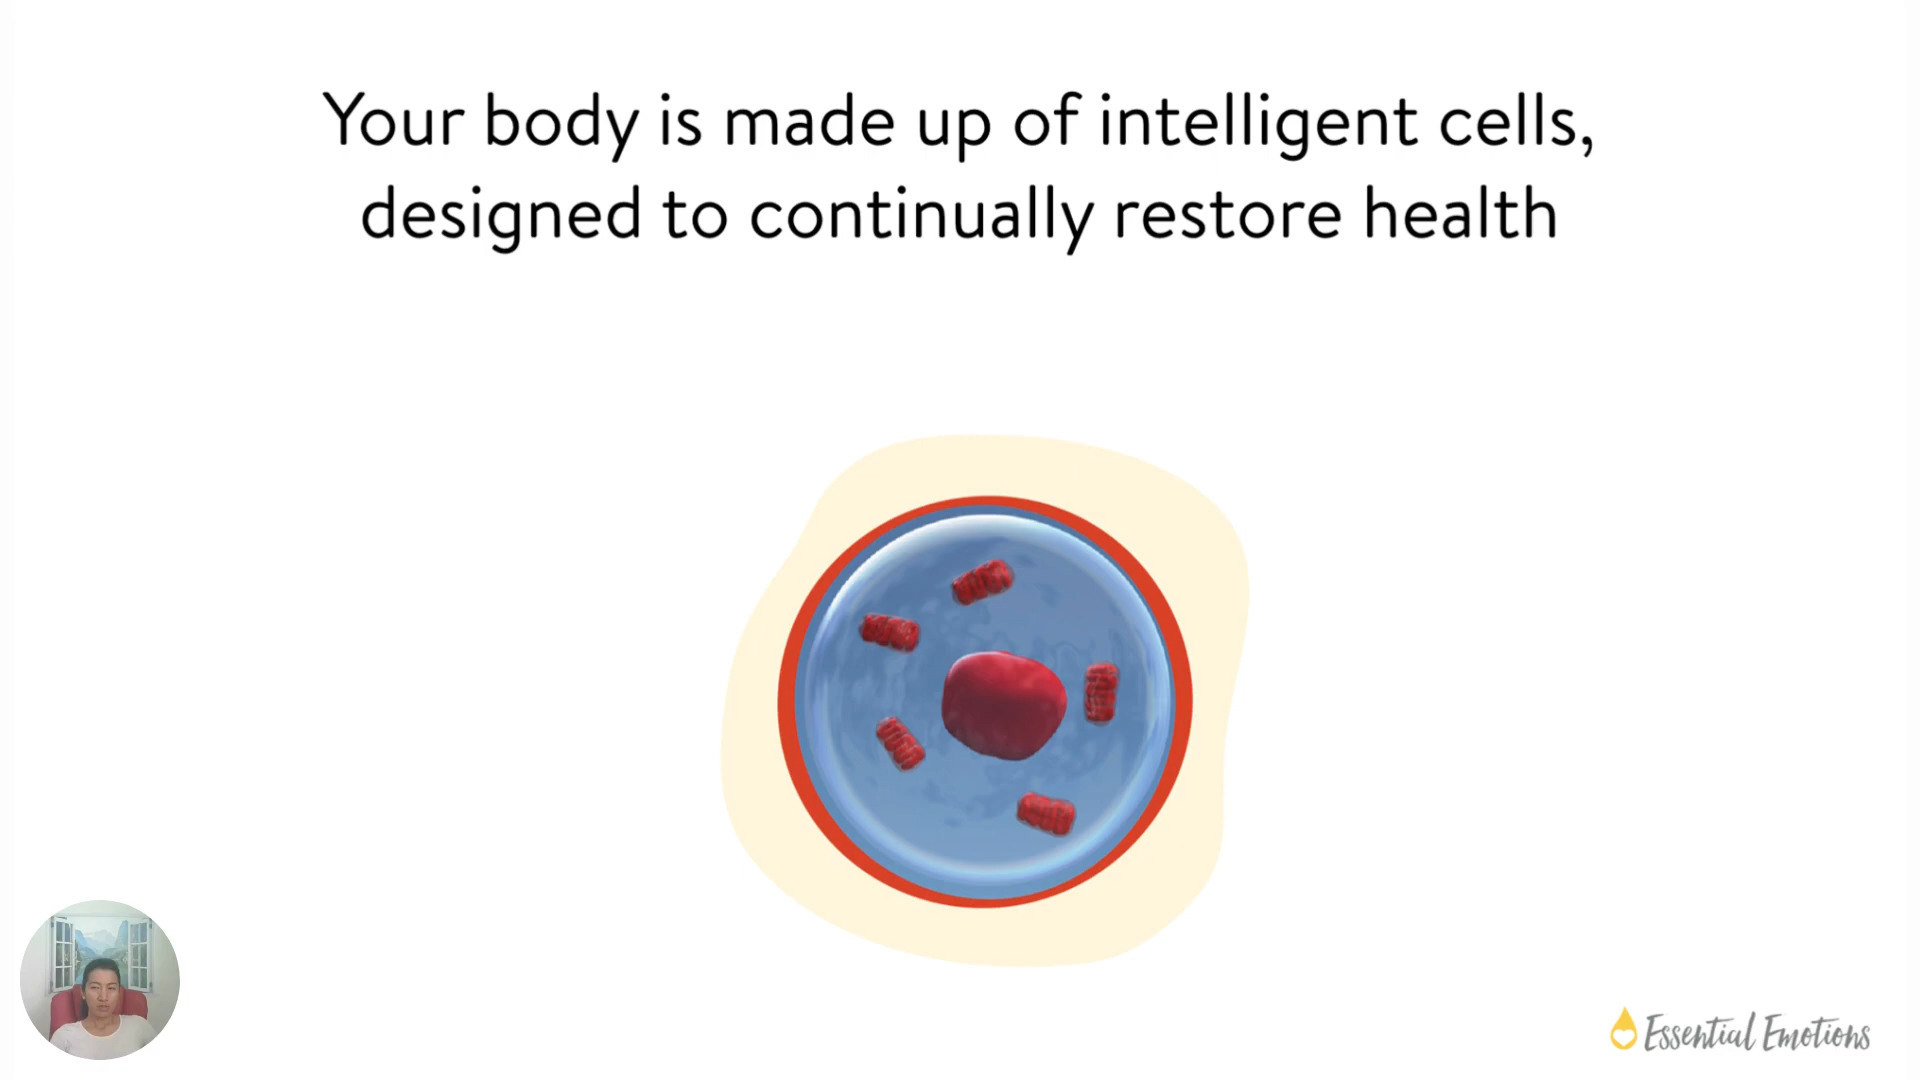 Your body is made up of intelligent cells,
designed to continually restore health
Essential Emotions